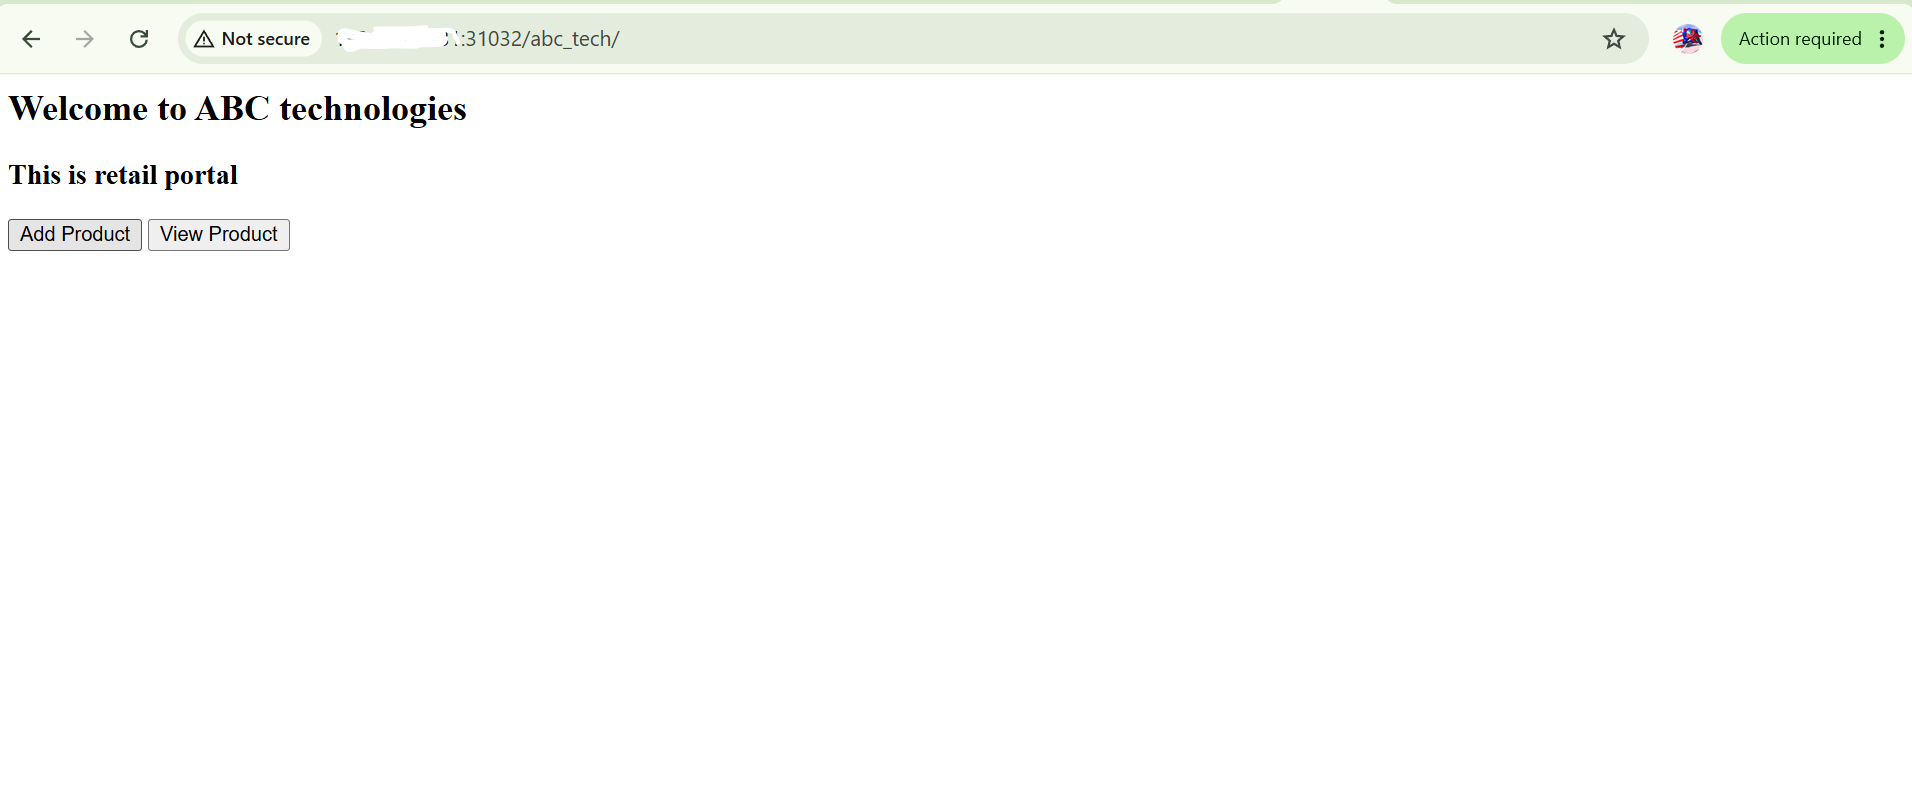 Not secure :31032/abc_tech/ Action required
Welcome to ABC technologies
This is retail portal
Add Product View Product